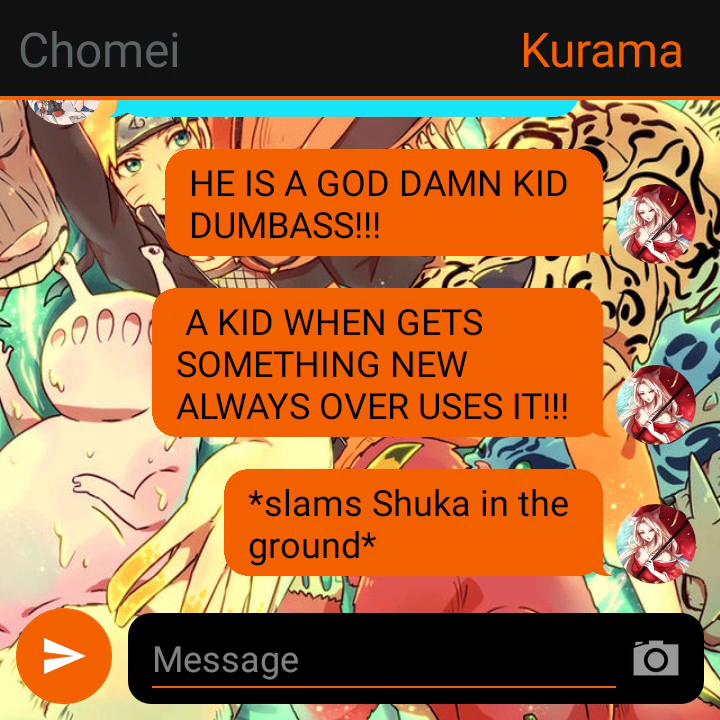 Chomei
Kurama
HE IS A GOD DAMN KID
DUMBASS!!!
A KID WHEN GETS
SOMETHING NEW
ALWAYS OVER USES IT!!!
*slams Shuka in the
ground*
Message